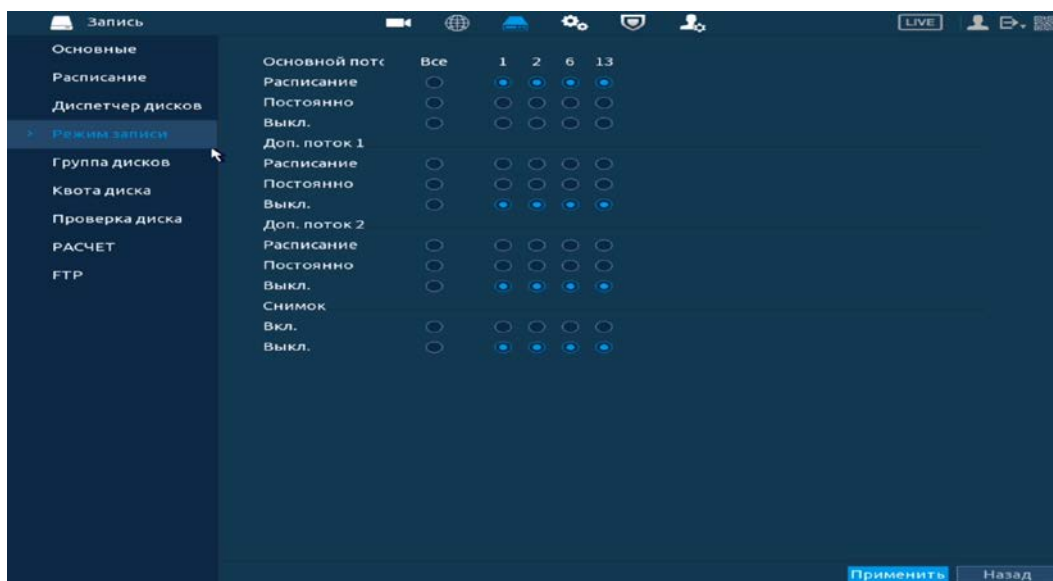 Запись LIVE
Основные
Расписание
Диспетчер дисков
Режим записи
Группа дисков
Квота диска
Проверка диска
РАСЧЕТ
FTP
Основной пото Все 1 2 6 13
Расписание
Постоянно
Выкл.
Доп. поток 1
Расписание
Постоянно
Выкл.
Доп. поток 2
Расписание
Постоянно
Выкл.
Снимок
Вкл.
Выкл.
Применить Назад